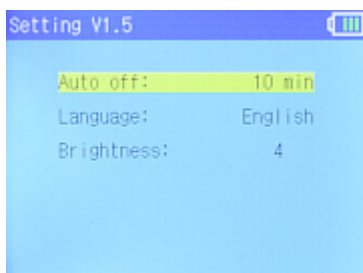 Setting V1.5
Auto off: 10 min
Language: English
Brightness: 4